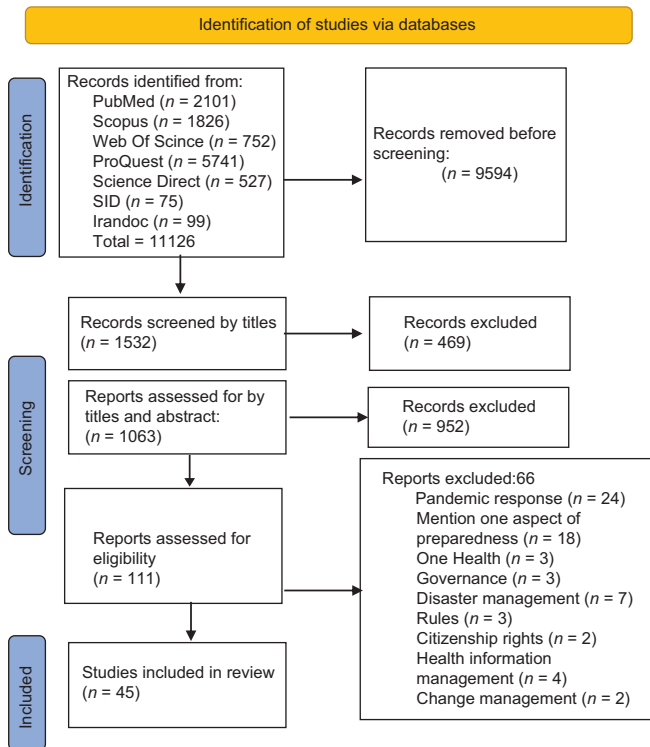 Identification of studies via databases
Identification
Records identified from:
PubMed (n = 2101)
Scopus (n = 1826)
Web Of Scince (n = 752)
ProQuest (n = 5741)
Science Direct (n = 527)
SID (n = 75)
Irandoc (n = 99)
Total = 11126
Records removed before
screening:
(n = 9594)
Screening
Records screened by titles
(n = 1532)
Records excluded
(n = 469)
Reports assessed for by
titles and abstract:
(n = 1063)
Records excluded
(n = 952)
Reports assessed for
eligibility
(n = 111)
Reports excluded:66
Pandemic response (n = 24)
Mention one aspect of
preparedness (n = 18)
One Health (n = 3)
Governance (n = 3)
Disaster management (n = 7)
Rules (n = 3)
Citizenship rights (n = 2)
Health information
management (n = 4)
Change management (n = 2)
Included
Studies included in review
(n = 45)